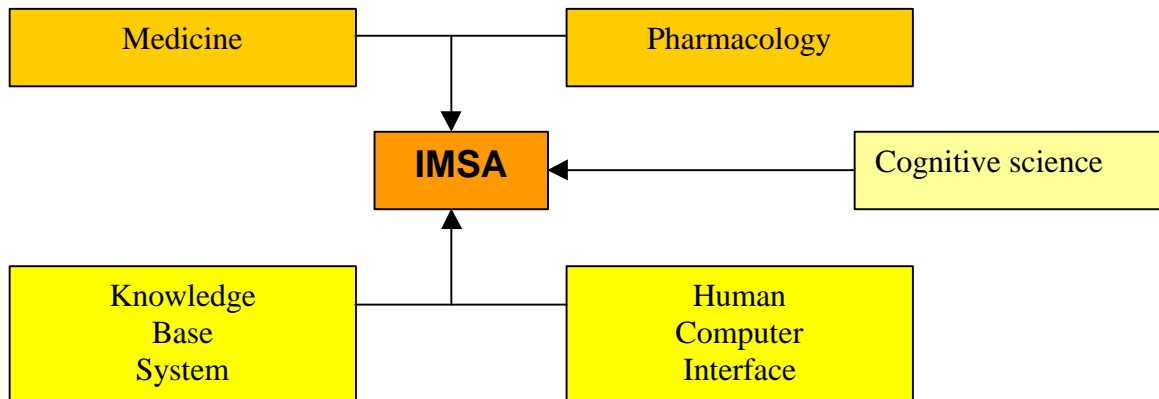 Medicine
Pharmacology
IMSA
Cognitive science
Knowledge
Base
System
Human
Computer
Interface